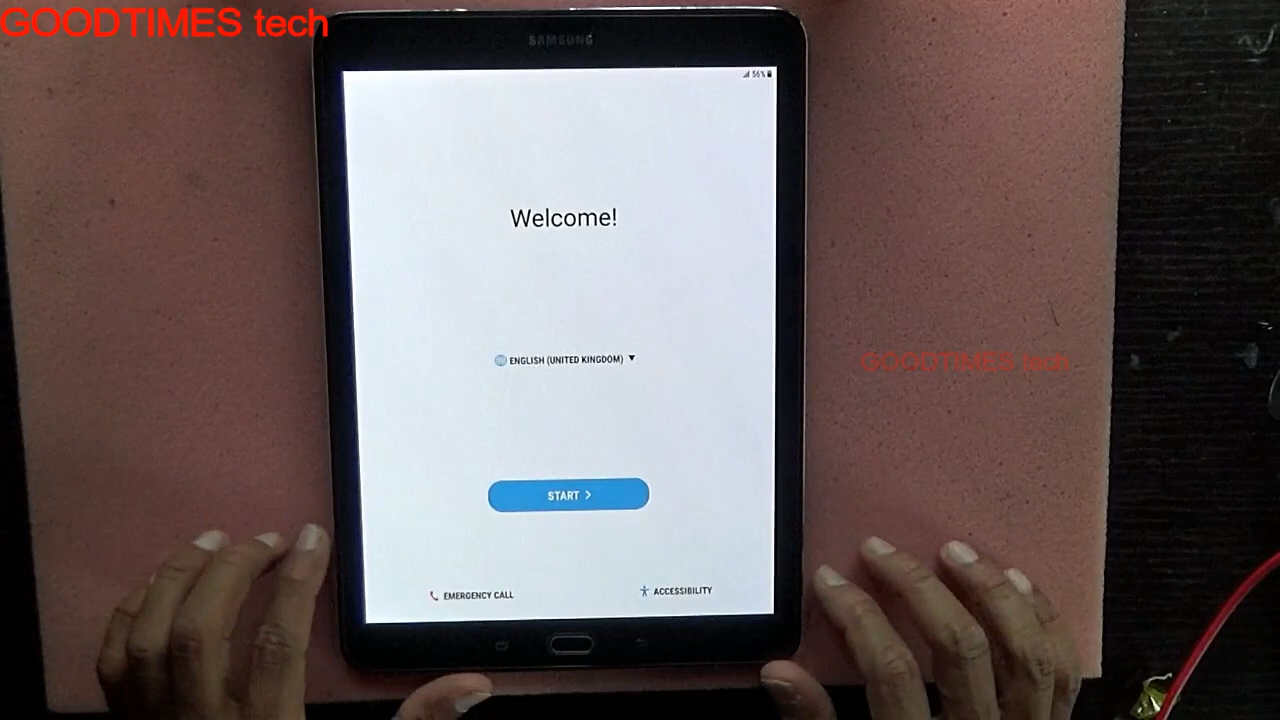 GOODTIMES tech
SAMSUNG
56%
Welcome!
ENGLISH (UNITED KINGDOM)
GOODTIMES tech
START
EMERGENCY CALL
ACCESSIBILITY